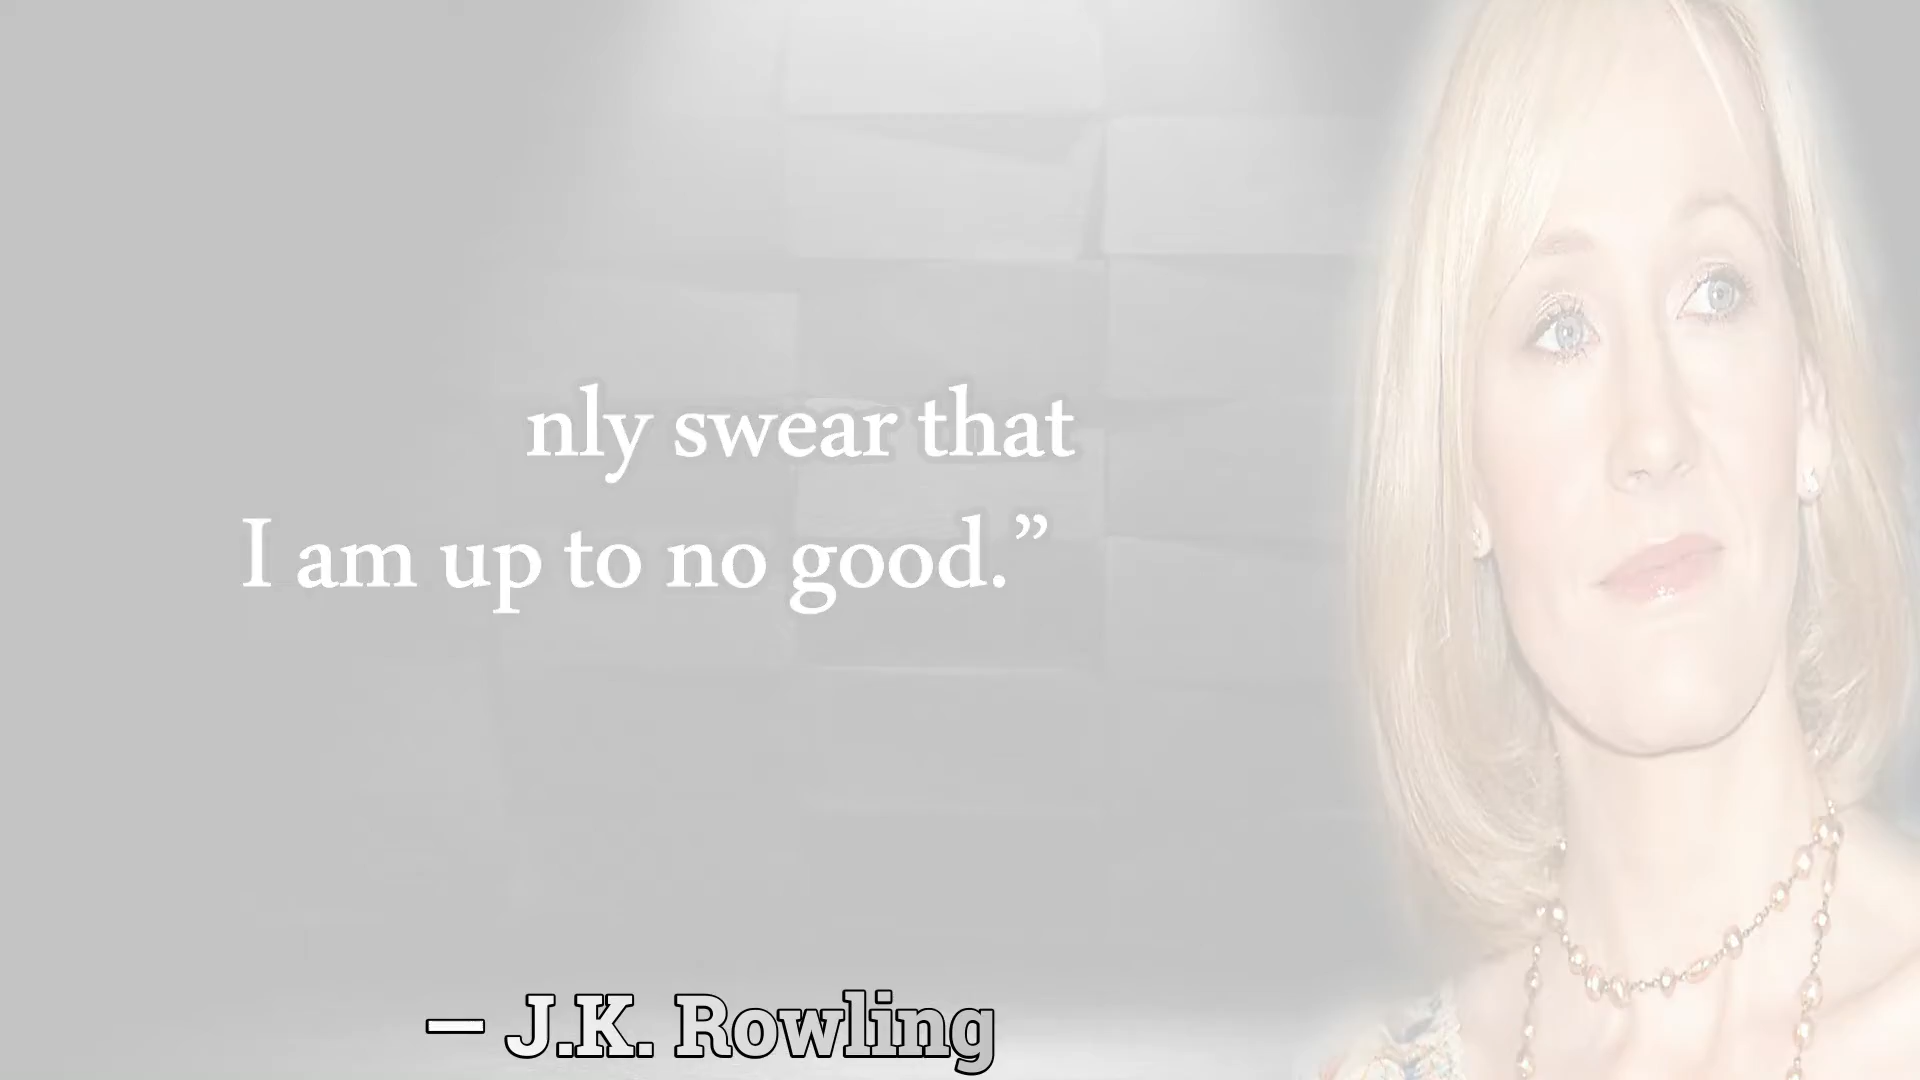 nly swear that
I am up to no good.”
— J.K. Rowling